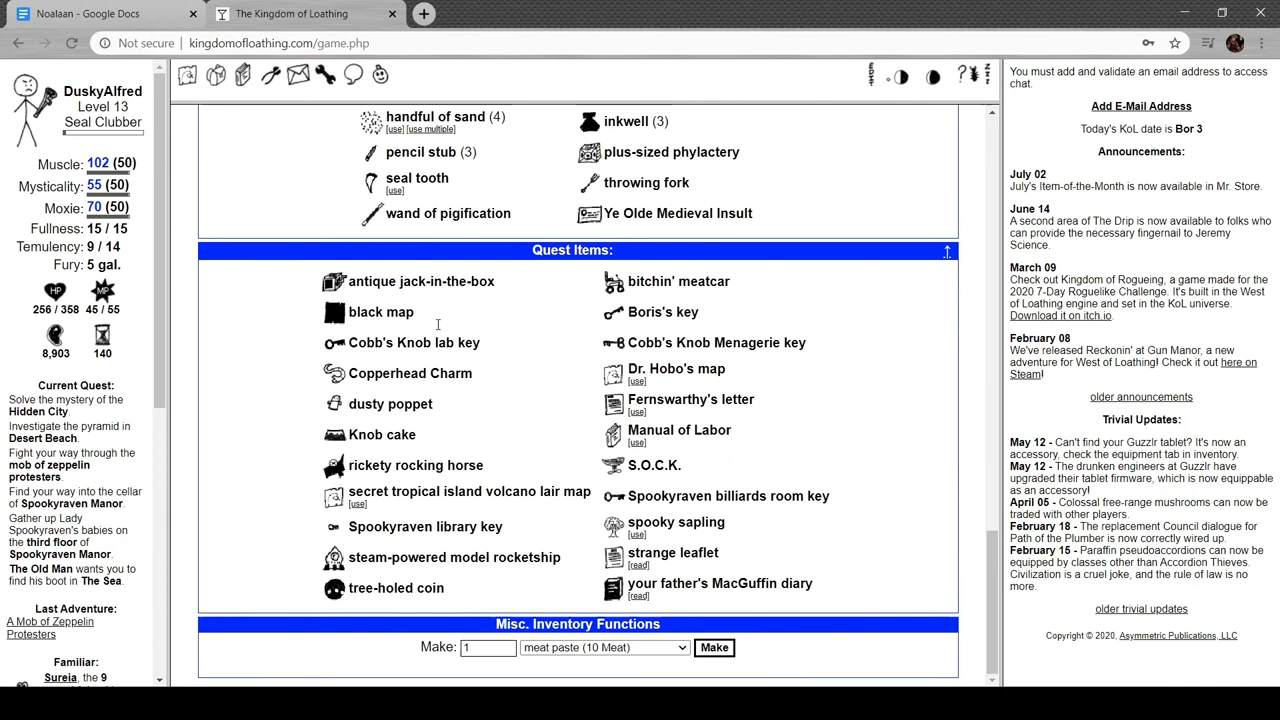 Noalaan - Google Docs
The Kingdom of Loathing
Not secure | kingdomofloathing.com/game.php
DuskyAlfred
Level 13
Seal Clubber
Muscle: 102 (50)
Mysticality: 55 (50)
Moxie: 70 (50)
Fullness: 15 / 15
Temulency: 9 / 14
Fury: 5 gal.
HP MP
256 / 358 45 / 55
8,903 140
Current Quest:
Solve the mystery of the
Hidden City.
Investigate the pyramid in
Desert Beach.
Fight your way through the
mob of zeppelin
protesters.
Find your way into the cellar
of Spookyraven Manor.
Gather up Lady
Spookyraven's babies on
the third floor of
Spookyraven Manor.
The Old Man wants you to
find his boot in The Sea.
Last Adventure:
A Mob of Zeppelin
Protesters
Familiar:
Sureia, the 9
handful of sand (4)
[use] [use multiple]
inkwell (3)
pencil stub (3)
plus-sized phylactery
seal tooth
[use]
throwing fork
wand of pigification
Ye Olde Medieval Insult
Quest Items:
antique jack-in-the-box
bitchin' meatcar
black map
Boris's key
Cobb's Knob lab key
Cobb's Knob Menagerie key
Copperhead Charm
Dr. Hobo's map
[use]
dusty poppet
Fernswarthy's letter
[use]
Knob cake
Manual of Labor
[use]
rickety rocking horse
S.O.C.K.
secret tropical island volcano lair map
[use]
Spookyraven billiards room key
Spookyraven library key
spooky sapling
[use]
steam-powered model rocketship
strange leaflet
[read]
tree-holed coin
your father's MacGuffin diary
[read]
Misc. Inventory Functions
Make: 1 meat paste (10 Meat) Make
You must add and validate an email address to access
chat.
Add E-Mail Address
Today's KoL date is Bor 3
Announcements:
July 02
July's Item-of-the-Month is now available in Mr. Store.
June 14
A second area of The Drip is now available to folks who
can provide the necessary fingernail to Jeremy
Science.
March 09
Check out Kingdom of Rogueing, a game made for the
2020 7-Day Roguelike Challenge. It's built in the West
of Loathing engine and set in the KoL universe.
Download it on itch.io.
February 08
We've released Reckonin' at Gun Manor, a new
adventure for West of Loathing! Check it out here on
Steam!
older announcements
Trivial Updates:
May 12 - Can't find your Guzzlr tablet? It's now an
accessory, check the equipment tab in inventory.
May 12 - The drunken engineers at Guzzlr have
upgraded their tablet firmware, which is now equippable
as an accessory!
April 05 - Colossal free-range mushrooms can now be
traded with other players.
February 18 - The replacement Council dialogue for
Path of the Plumber is now correctly wired up.
February 15 - Paraffin pseudoaccordions can now be
equipped by classes other than Accordion Thieves.
Civilization is a cruel joke, and the rule of law is no
more.
older trivial updates
Copyright © 2020, Asymmetric Publications, LLC